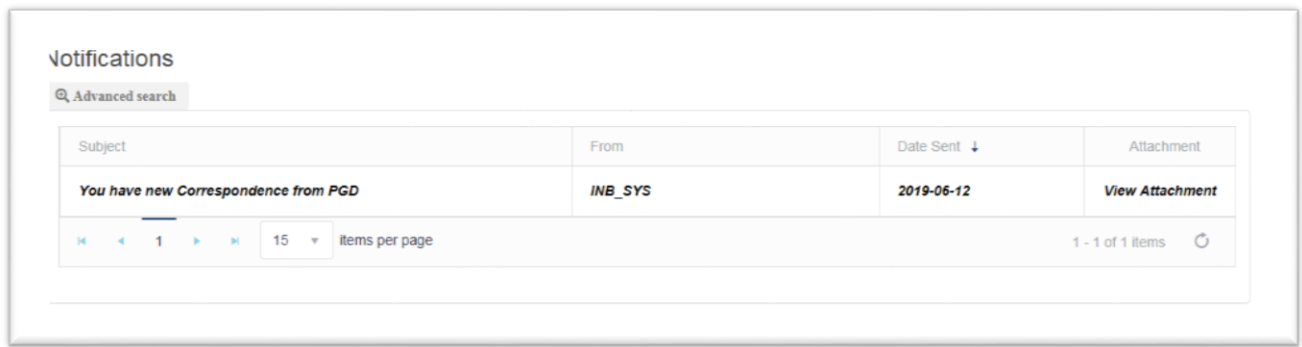 Notifications
Advanced search
Subject From Date Sent ↓ Attachment
You have new Correspondence from PGD INB_SYS 2019-06-12 View Attachment
1 15 items per page 1 - 1 of 1 items